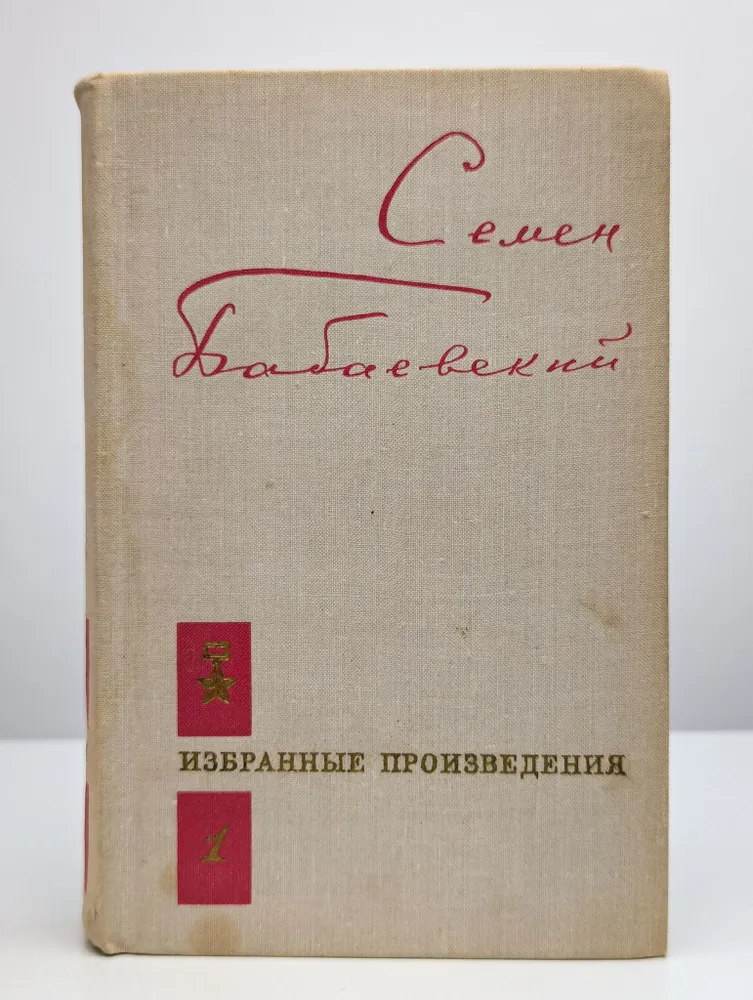 Семен
Бабаевский
ИЗБРАННЫЕ ПРОИЗВЕДЕНИЯ
1